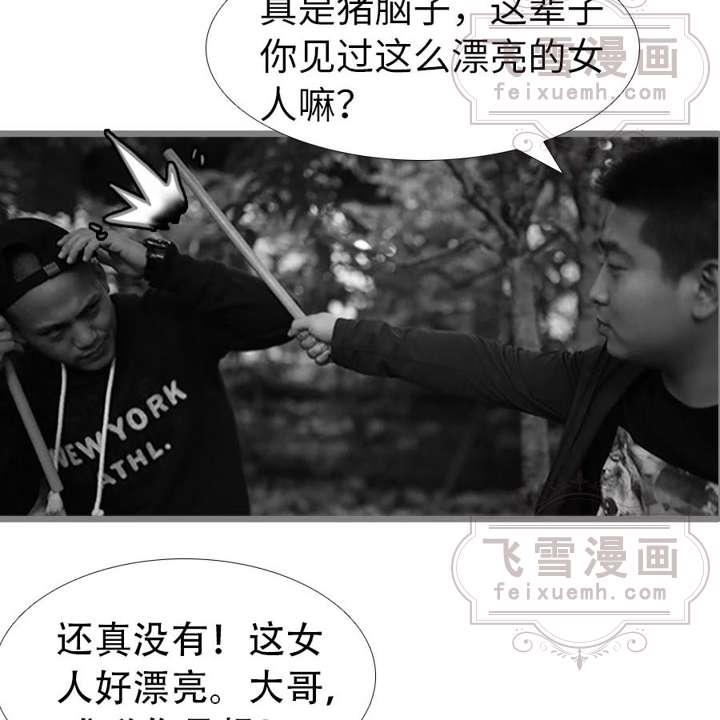 真是猪脑子，这辈子
你见过这么漂亮的女
人嘛？
飞雪漫画
feixuemh.com
NEW YORK
ATHL.
飞雪漫画
feixuemh.com
还真没有！这女
人好漂亮。大哥，